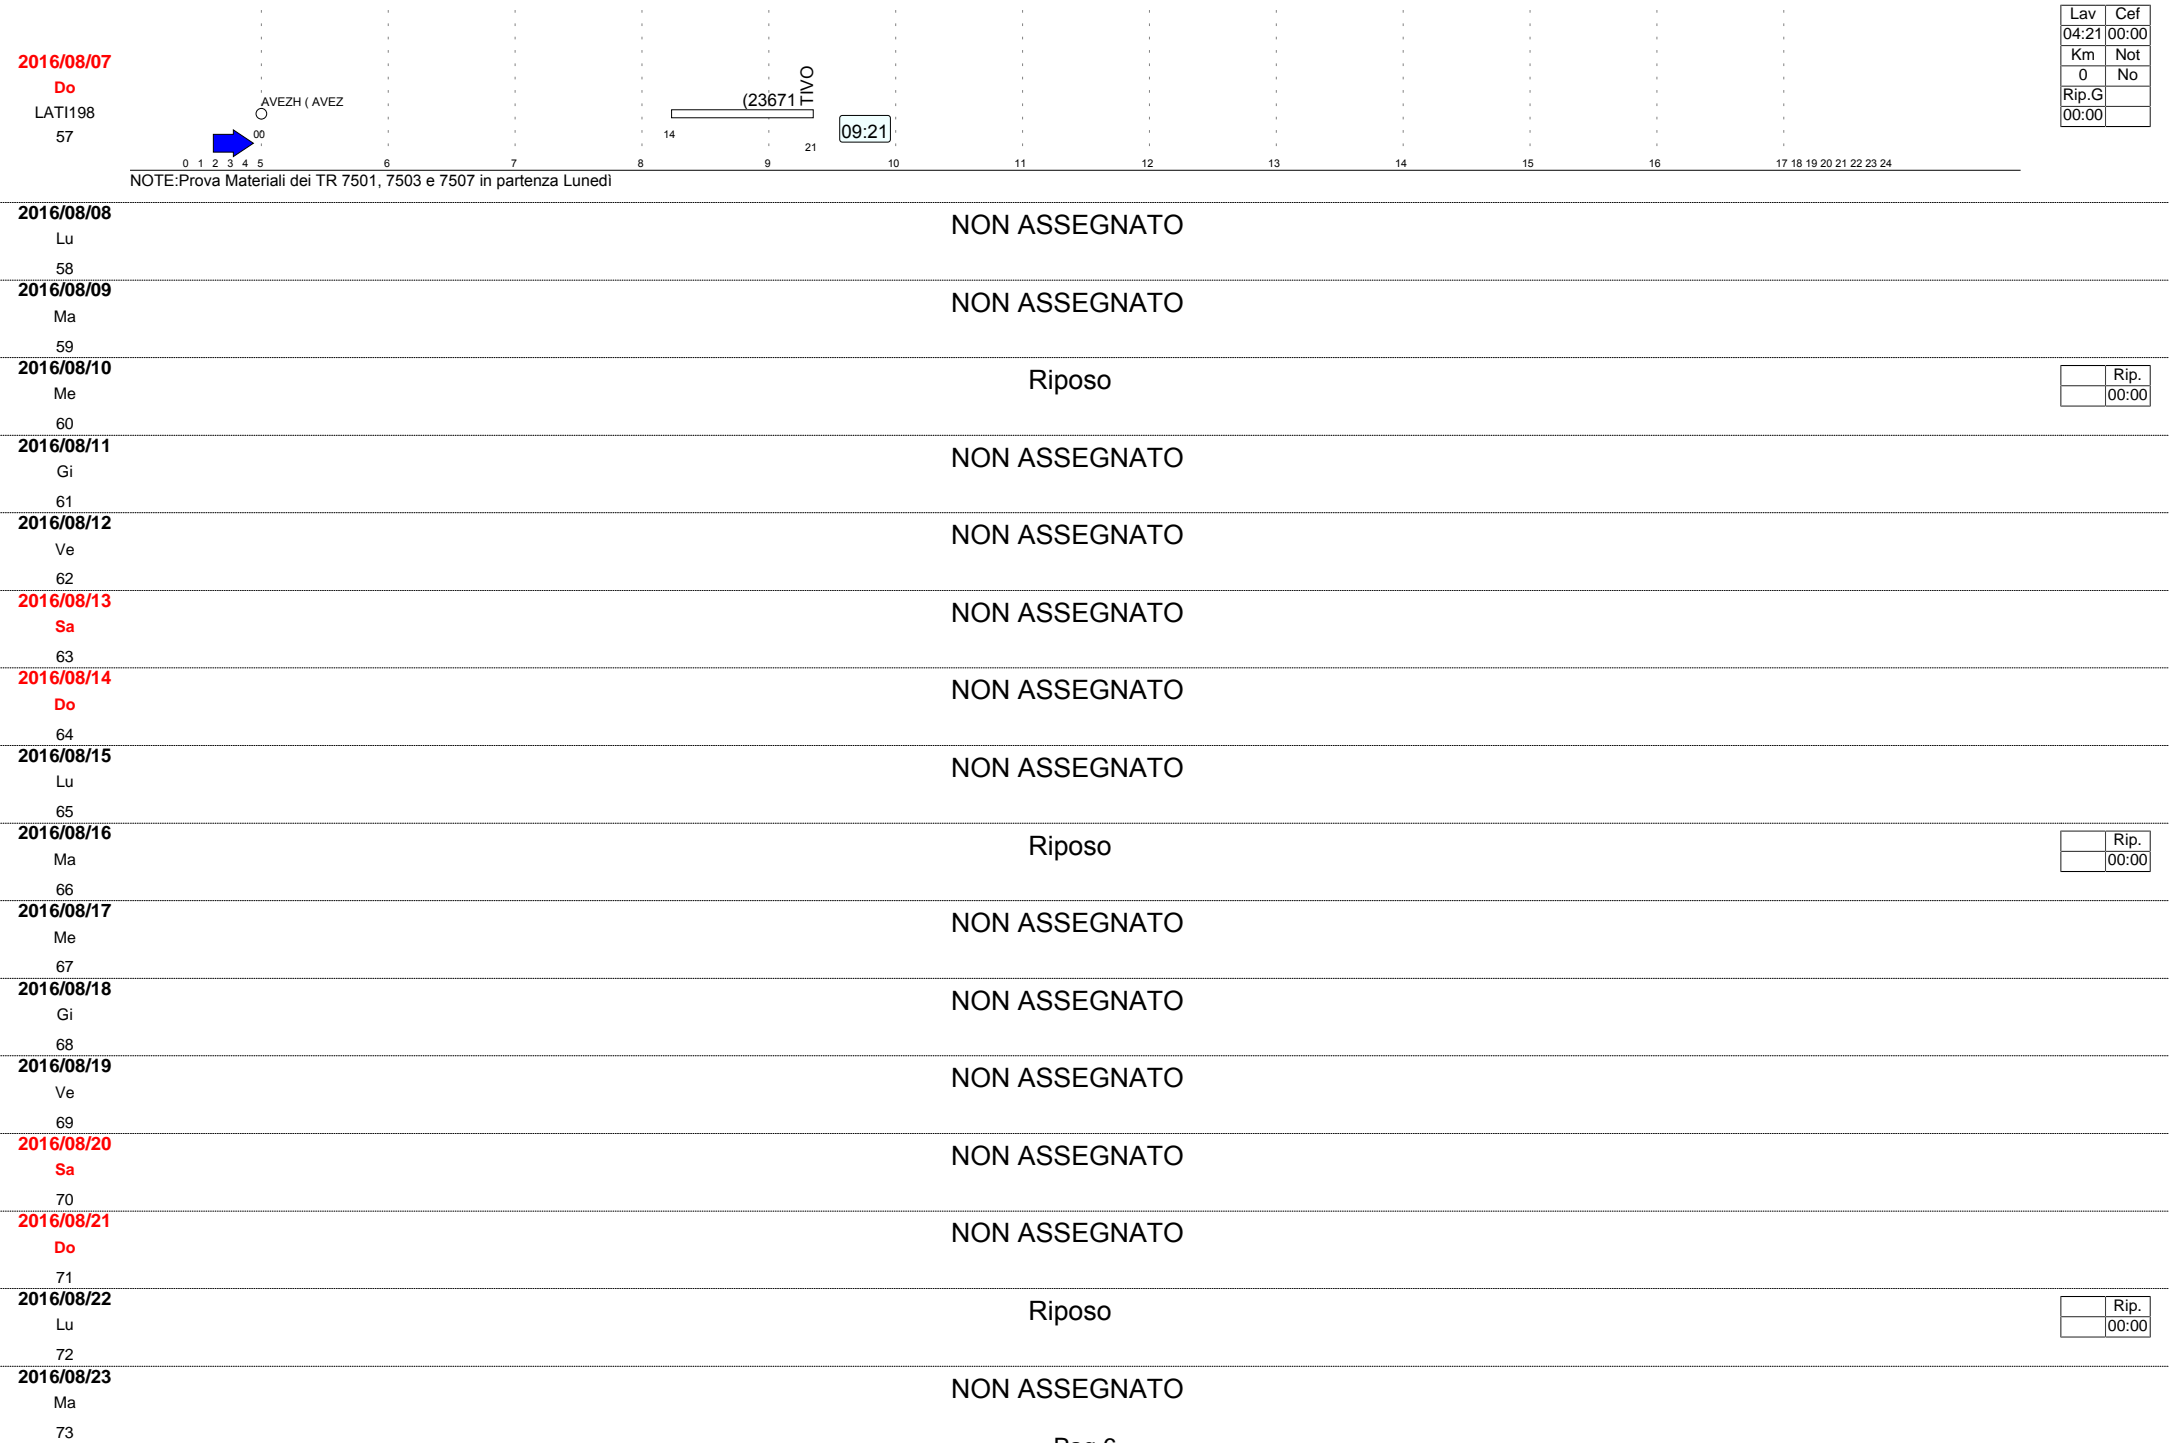 Lav Cef
04:21 00:00
Km Not
0 No
Rip.G
00:00
2016/08/07
Do
LATI198
57
AVEZH ( AVEZ
00
(23671
TIVO
14
21
09:21
0 1 2 3 4 5 6 7 8 9 10 11 12 13 14 15 16 17 18 19 20 21 22 23 24
NOTE:Prova Materiali dei TR 7501, 7503 e 7507 in partenza Lunedì
2016/08/08
NON ASSEGNATO
Lu
58
2016/08/09
NON ASSEGNATO
Ma
59
2016/08/10
Riposo
Rip.
00:00
Me
60
2016/08/11
NON ASSEGNATO
Gi
61
2016/08/12
NON ASSEGNATO
Ve
62
2016/08/13
NON ASSEGNATO
Sa
63
2016/08/14
NON ASSEGNATO
Do
64
2016/08/15
NON ASSEGNATO
Lu
65
2016/08/16
Riposo
Rip.
00:00
Ma
66
2016/08/17
NON ASSEGNATO
Me
67
2016/08/18
NON ASSEGNATO
Gi
68
2016/08/19
NON ASSEGNATO
Ve
69
2016/08/20
NON ASSEGNATO
Sa
70
2016/08/21
NON ASSEGNATO
Do
71
2016/08/22
Riposo
Rip.
00:00
Lu
72
2016/08/23
NON ASSEGNATO
Ma
73